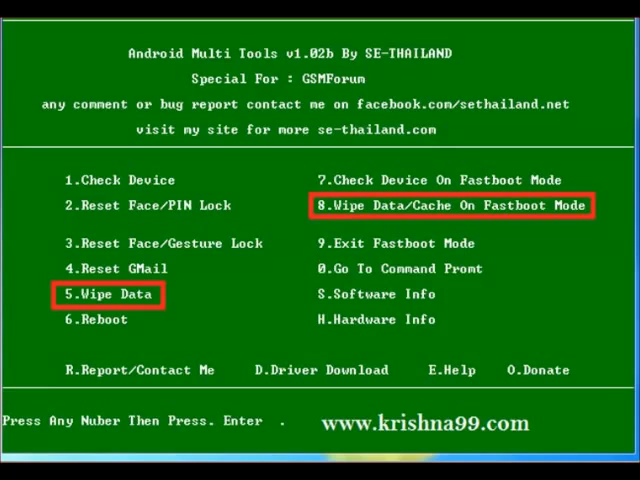 Android Multi Tools v1.02b By SE-THAILAND
Special For : GSMForum
any comment or bug report contact me on facebook.com/sethailand.net
visit my site for more se-thailand.com
1.Check Device 7.Check Device On Fastboot Mode
2.Reset Face/PIN Lock 8.Wipe Data/Cache On Fastboot Mode
3.Reset Face/Gesture Lock 9.Exit Fastboot Mode
4.Reset GMail 0.Go To Command Promt
5.Wipe Data S.Software Info
6.Reboot H.Hardware Info
R.Report/Contact Me D.Driver Download E.Help O.Donate
Press Any Nuber Then Press. Enter .
www.krishna99.com